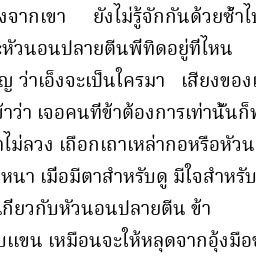 งจากเขา ยังไม่รู้จักกันด้วยซ้ำไป
หัวนอนปลายตีนพี่ทิดอยู่ที่ไหน
ว่าเอ็งจะเป็นใครมา เสียงของ
ว่า เจอคนที่ข้าต้องการเท่านั้นก็
ไม่ลวง เถือกเถาเหล่ากอหรือหัวน
หนา เมื่อมีตาสำหรับดู มีใจสำหรับ
เกี่ยวกับหัวนอนปลายตีน ข้า
แขน เหมือนจะให้หลุดจากอุ้งมือ